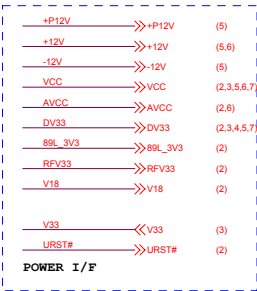 +P12V +P12V (5)
+12V +12V (5,6)
-12V -12V (5)
VCC VCC (2,3,5,6,7)
AVCC AVCC (2,6)
DV33 DV33 (2,3,4,5,7)
89L_3V3 89L_3V3 (2)
RFV33 RFV33 (2)
V18 V18 (2)
V33 V33 (3)
URST# URST# (2)
POWER I/F